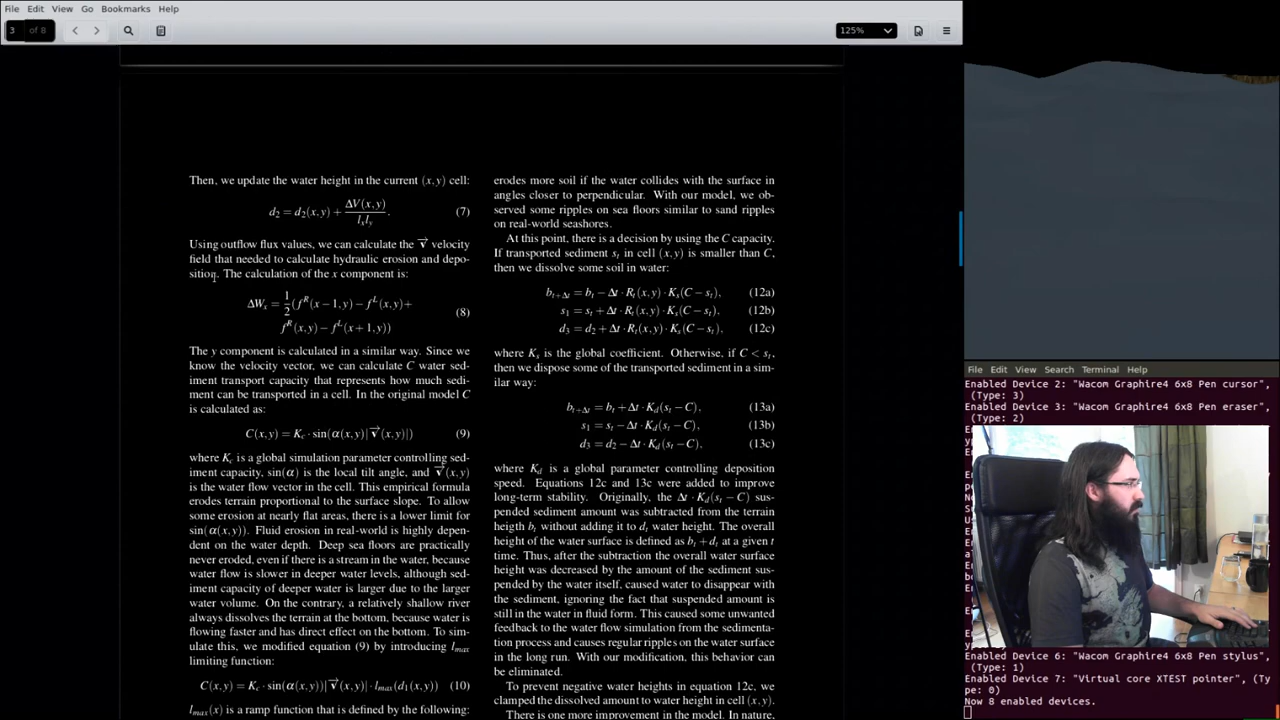 File Edit View Go Bookmarks Help
3 of 8
125%
Then, we update the water height in the current (x,y) cell:
d₂ = d₂(x,y) + ΔV(x,y) / lₓl_y. (7)
Using outflow flux values, we can calculate the v⃗ velocity
field that needed to calculate hydraulic erosion and depo-
sition. The calculation of the x component is:
ΔWₓ = 1/2 (f^R(x−1,y) − f^L(x,y)+
f^R(x,y) − f^L(x+1,y)) (8)
The y component is calculated in a similar way. Since we
know the velocity vector, we can calculate C water sed-
iment transport capacity that represents how much sedi-
ment can be transported in a cell. In the original model C
is calculated as:
C(x,y) = K_c · sin(α(x,y)|v⃗(x,y)|) (9)
where K_c is a global simulation parameter controlling sed-
iment capacity, sin(α) is the local tilt angle, and v⃗(x,y)
is the water flow vector in the cell. This empirical formula
erodes terrain proportional to the surface slope. To allow
some erosion at nearly flat areas, there is a lower limit for
sin(α(x,y)). Fluid erosion in real-world is highly depen-
dent on the water depth. Deep sea floors are practically
never eroded, even if there is a stream in the water, because
water flow is slower in deeper water levels, although sed-
iment capacity of deeper water is larger due to the larger
water volume. On the contrary, a relatively shallow river
always dissolves the terrain at the bottom, because water is
flowing faster and has direct effect on the bottom. To sim-
ulate this, we modified equation (9) by introducing l_max
limiting function:
C(x,y) = K_c · sin(α(x,y))|v⃗(x,y)| · l_max(d₁(x,y)) (10)
l_max(x) is a ramp function that is defined by the following:
erodes more soil if the water collides with the surface in
angles closer to perpendicular. With our model, we ob-
served some ripples on sea floors similar to sand ripples
on real-world seashores.
At this point, there is a decision by using the C capacity.
If transported sediment s_t in cell (x,y) is smaller than C,
then we dissolve some soil in water:
b_{t+Δt} = b_t − Δt · R_t(x,y) · K_s(C − s_t), (12a)
s₁ = s_t + Δt · R_t(x,y) · K_s(C − s_t), (12b)
d₃ = d₂ + Δt · R_t(x,y) · K_s(C − s_t), (12c)
where K_s is the global coefficient. Otherwise, if C < s_t,
then we dispose some of the transported sediment in a sim-
ilar way:
b_{t+Δt} = b_t + Δt · K_d(s_t − C), (13a)
s₁ = s_t − Δt · K_d(s_t − C), (13b)
d₃ = d₂ − Δt · K_d(s_t − C), (13c)
where K_d is a global parameter controlling deposition
speed. Equations 12c and 13c were added to improve
long-term stability. Originally, the Δt · K_d(s_t − C) sus-
pended sediment amount was subtracted from the terrain
heigth b_t without adding it to d_t water height. The overall
height of the water surface is defined as b_t + d_t at a given t
time. Thus, after the subtraction the overall water surface
height was decreased by the amount of the sediment sus-
pended by the water itself, caused water to disappear with
the sediment, ignoring the fact that suspended amount is
still in the water in fluid form. This caused some unwanted
feedback to the water flow simulation from the sedimenta-
tion process and causes regular ripples on the water surface
in the long run. With our modification, this behavior can
be eliminated.
To prevent negative water heights in equation 12c, we
clamped the dissolved amount to water height in cell (x,y).
There is one more improvement in the model. In nature,
File Edit View Search Terminal Help
Enabled Device 2: "Wacom Graphire4 6x8 Pen cursor",
(Type: 3)
Enabled Device 3: "Wacom Graphire4 6x8 Pen eraser",
Enabled Device 6: "Wacom Graphire4 6x8 Pen stylus",
(Type: 1)
Enabled Device 7: "Virtual core XTEST pointer", (Ty
pe: 0)
Now 8 enabled devices.